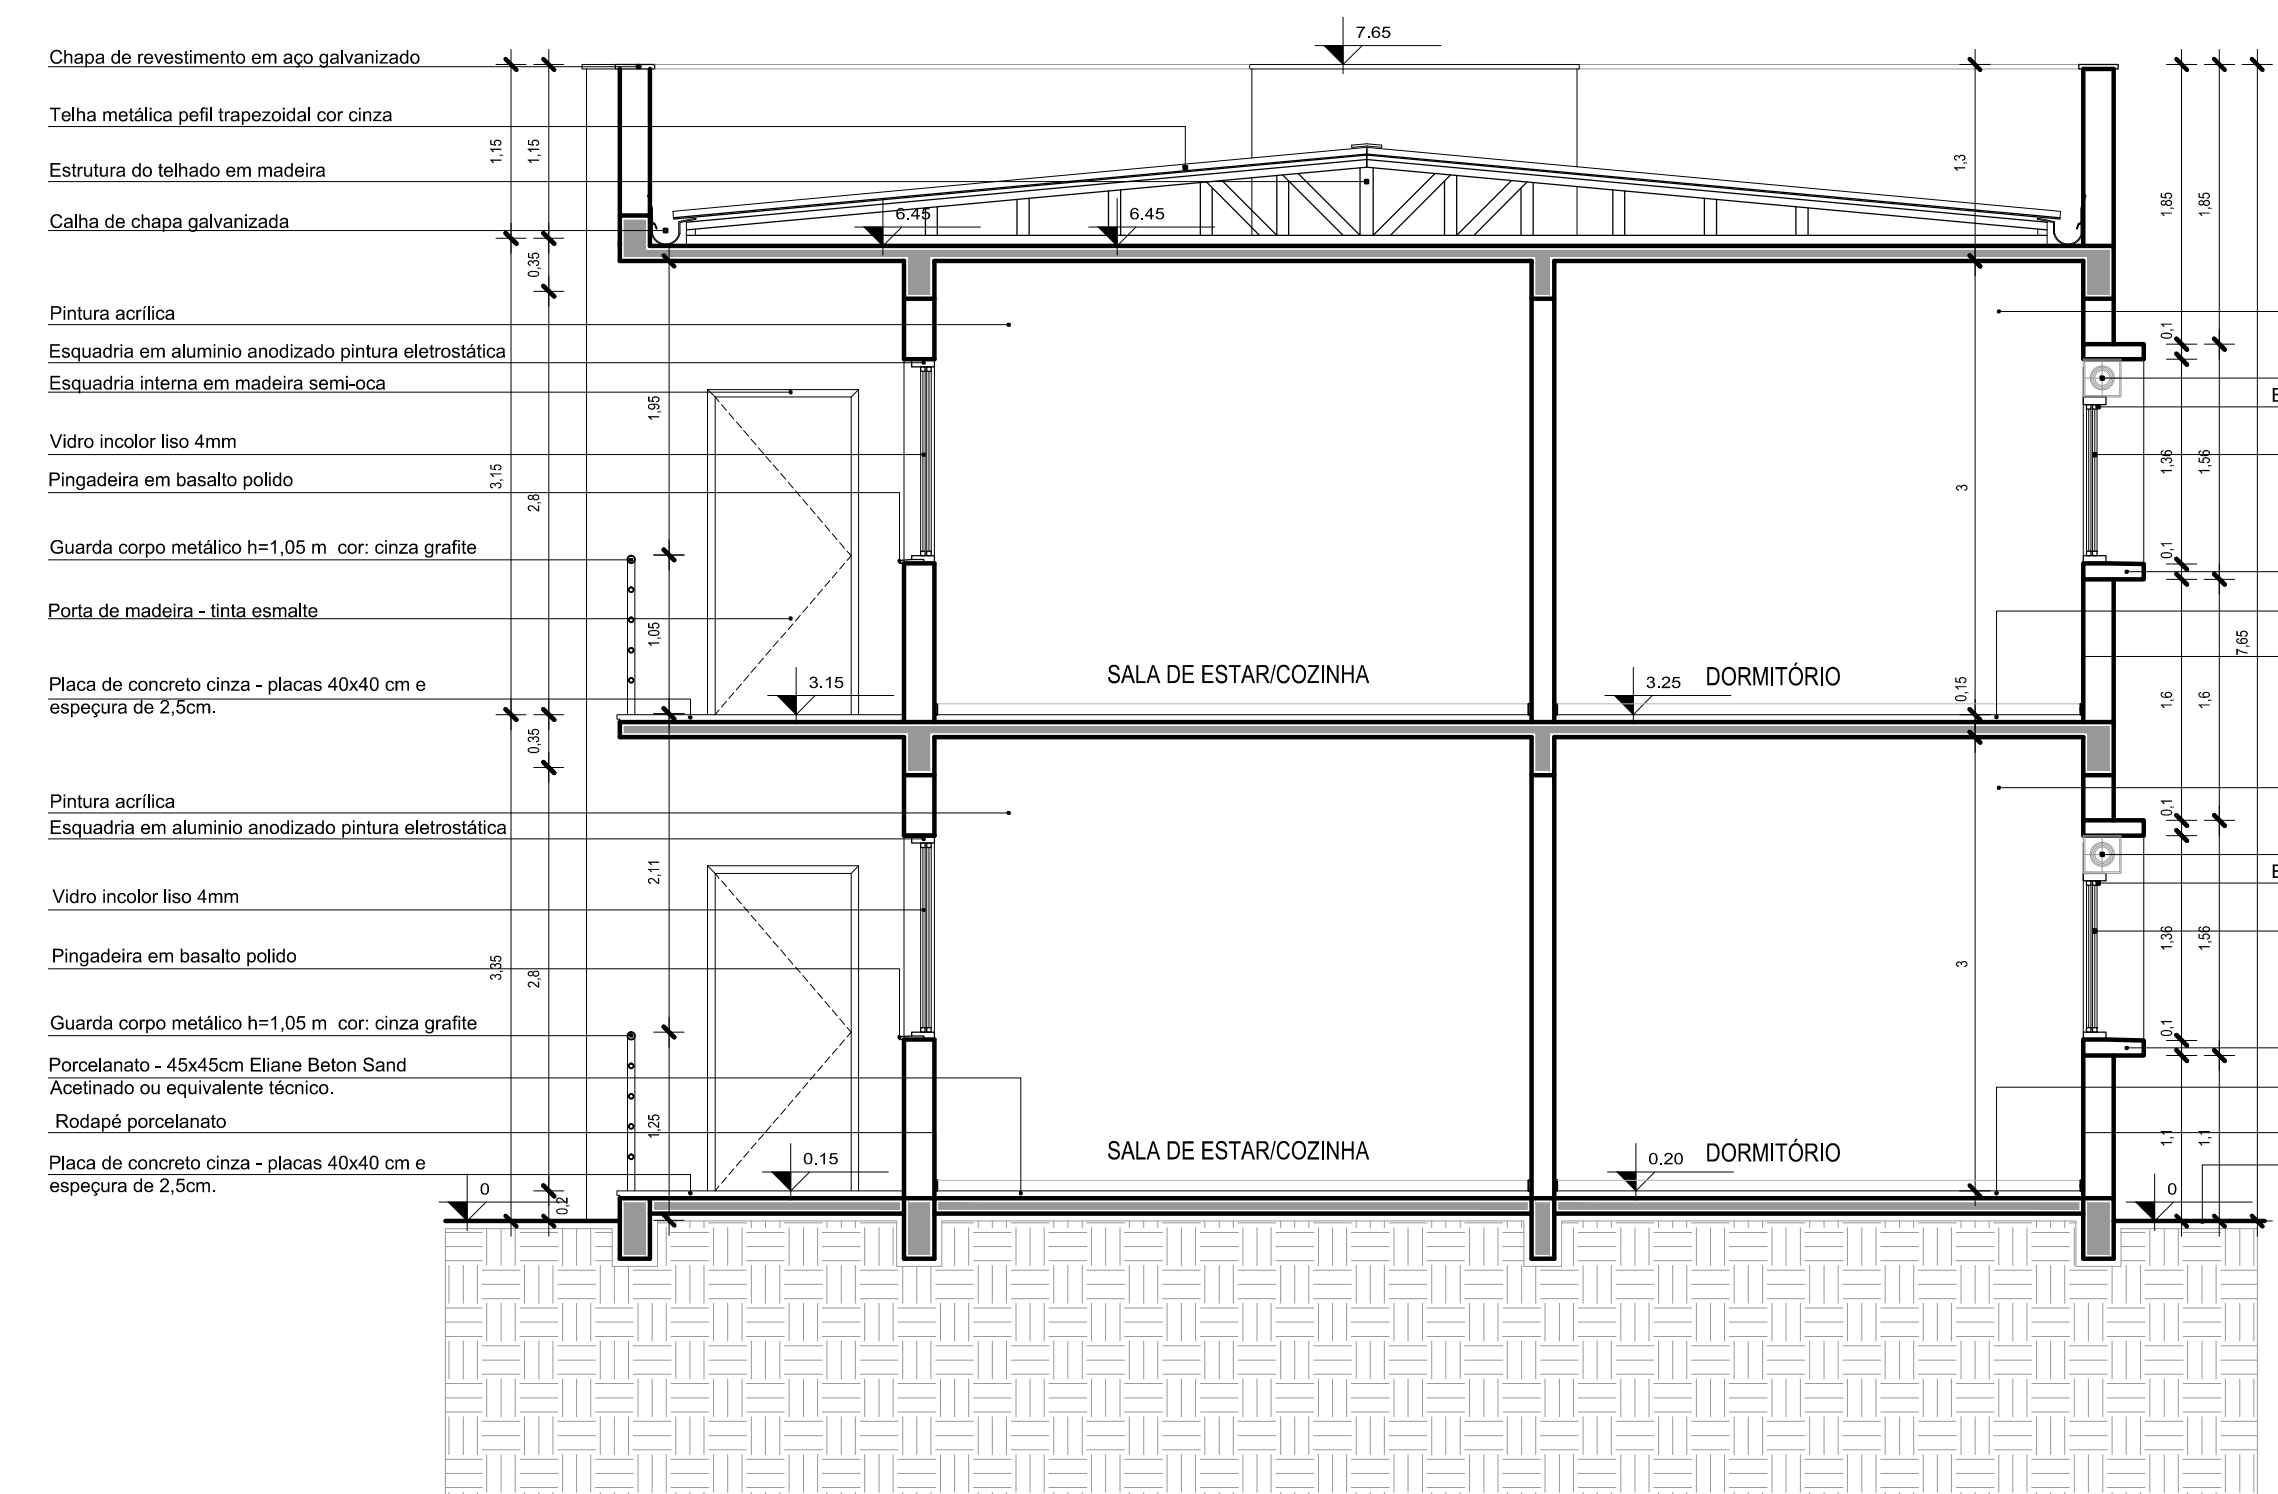 7.65
Chapa de revestimento em aço galvanizado
Telha metálica pefil trapezoidal cor cinza
1,15
1,15
1,3
Estrutura do telhado em madeira
1,85
1,85
Calha de chapa galvanizada
6.45
6.45
0,35
Pintura acrílica
0,1
Esquadria em aluminio anodizado pintura eletrostática
Esquadria interna em madeira semi-oca
E
1,95
Vidro incolor liso 4mm
1,36
1,56
Pingadeira em basalto polido
3,15
2,8
3
Guarda corpo metálico h=1,05 m cor: cinza grafite
0,1
Porta de madeira - tinta esmalte
1,05
7,65
SALA DE ESTAR/COZINHA
DORMITÓRIO
Placa de concreto cinza - placas 40x40 cm e
espeçura de 2,5cm.
3.15
3.25
0,15
1,6
1,6
0,35
Pintura acrílica
0,1
Esquadria em aluminio anodizado pintura eletrostática
2,11
E
Vidro incolor liso 4mm
1,36
1,56
Pingadeira em basalto polido
3,35
2,8
3
Guarda corpo metálico h=1,05 m cor: cinza grafite
0,1
Porcelanato - 45x45cm Eliane Beton Sand
Acetinado ou equivalente técnico.
Rodapé porcelanato
1,25
1,1
1,1
SALA DE ESTAR/COZINHA
DORMITÓRIO
Placa de concreto cinza - placas 40x40 cm e
espeçura de 2,5cm.
0.15
0.20
0
0,2
0